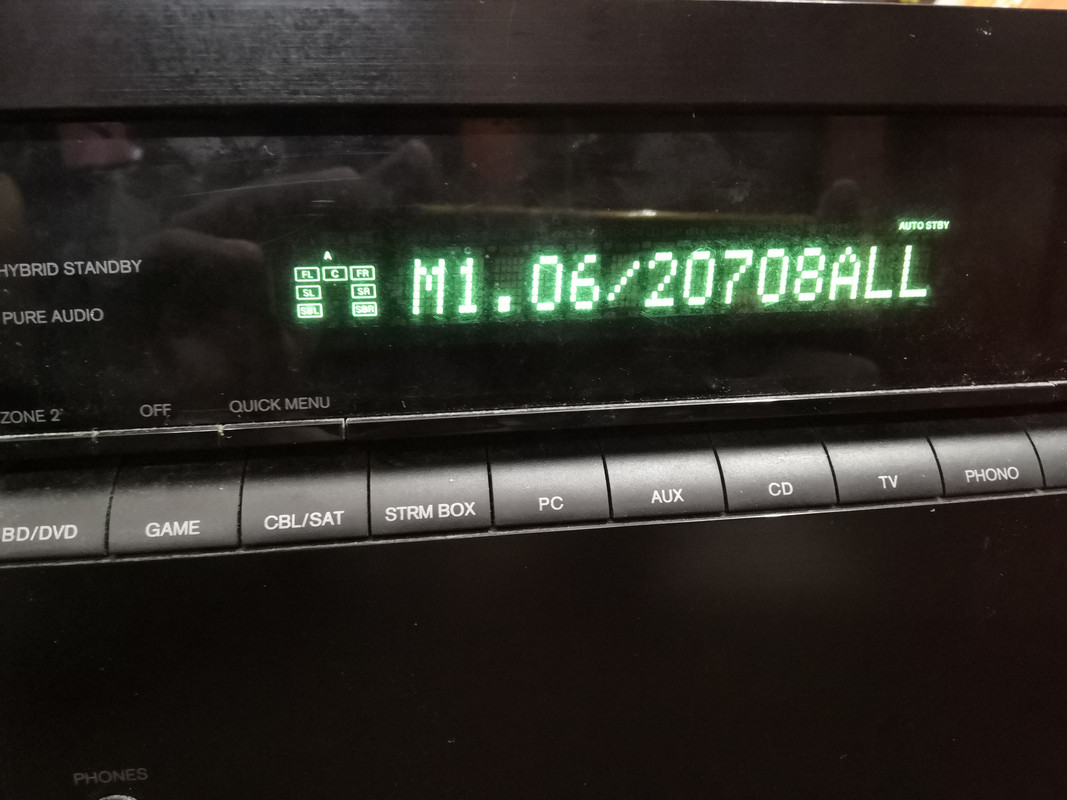 AUTO STBY
HYBRID STANDBY
A
FL C FR
M1.06/20708ALL
SL SR
SBL SBR
PURE AUDIO
ZONE 2 OFF QUICK MENU
BD/DVD GAME CBL/SAT STRM BOX PC AUX CD TV PHONO
PHONES